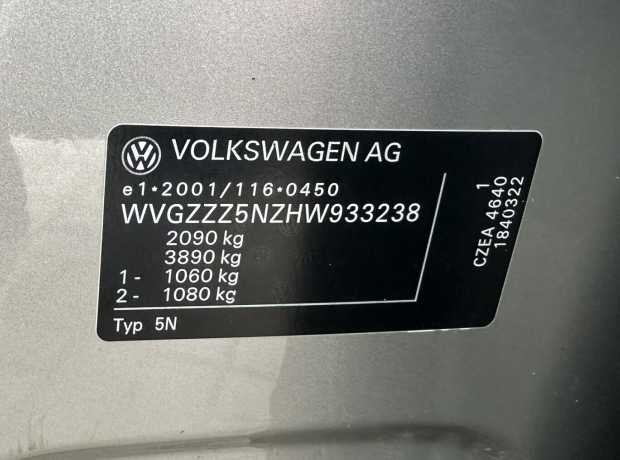 VOLKSWAGEN AG
e1*2001/116*0450
WVGZZZ5NZHW933238
2090 kg
3890 kg
1- 1060 kg
2- 1080 kg
Typ 5N
CZEA 4640
1
1840322